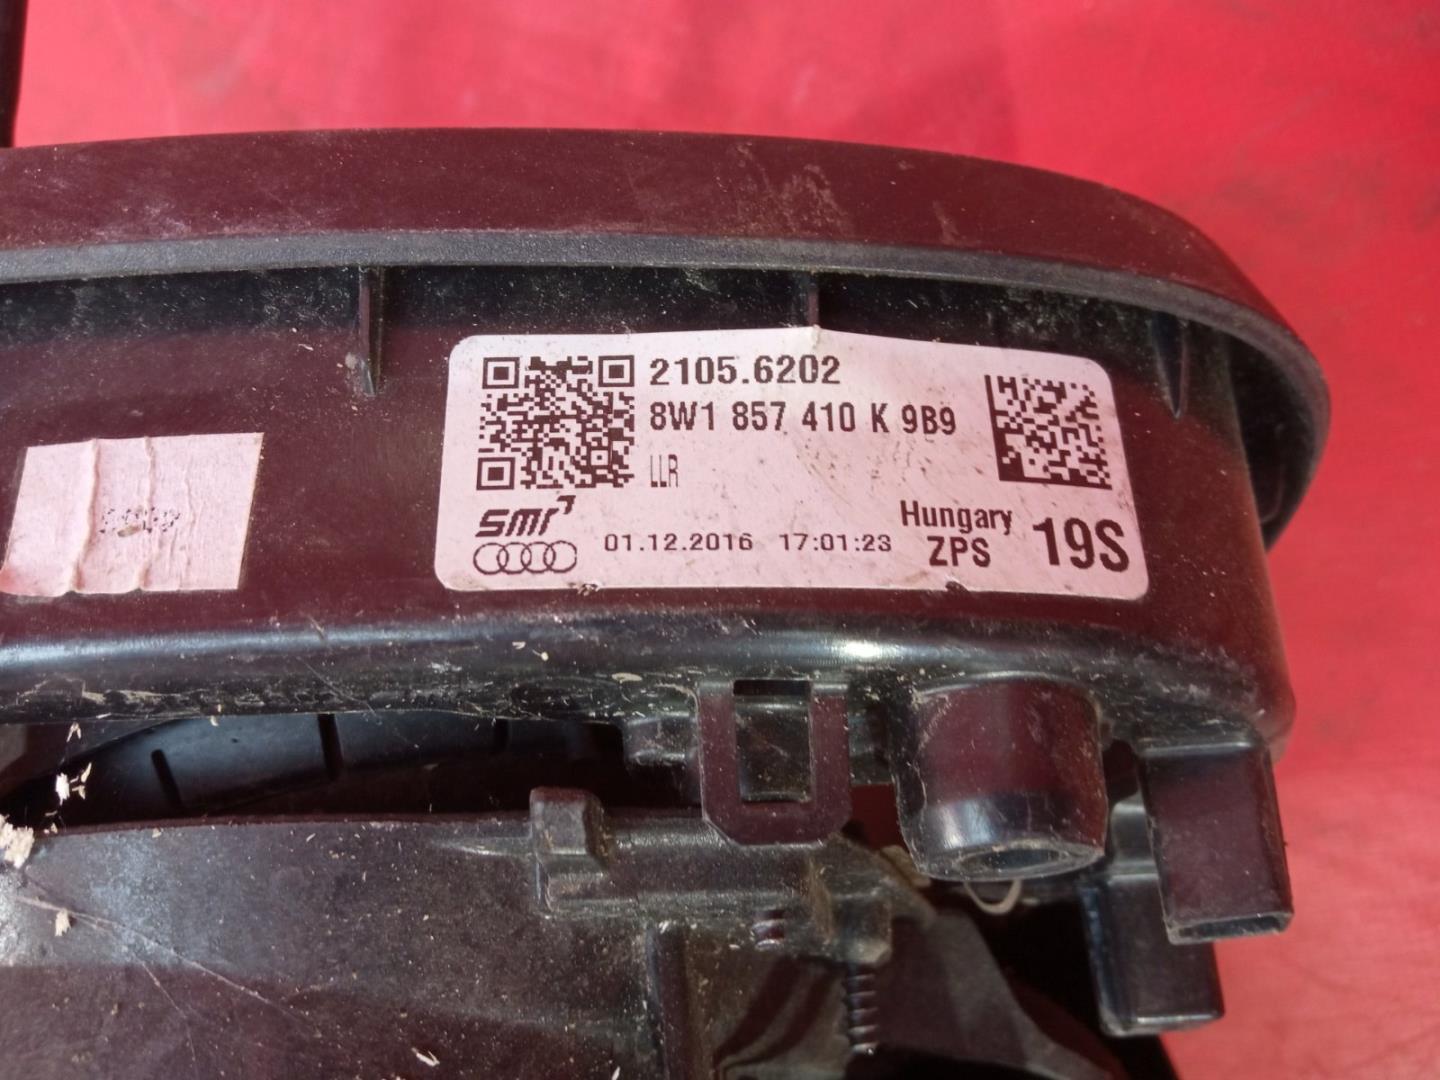 2105.6202
8W1 857 410 K 9B9
LLR
smr
01.12.2016 17:01:23
Hungary
ZPS
19S